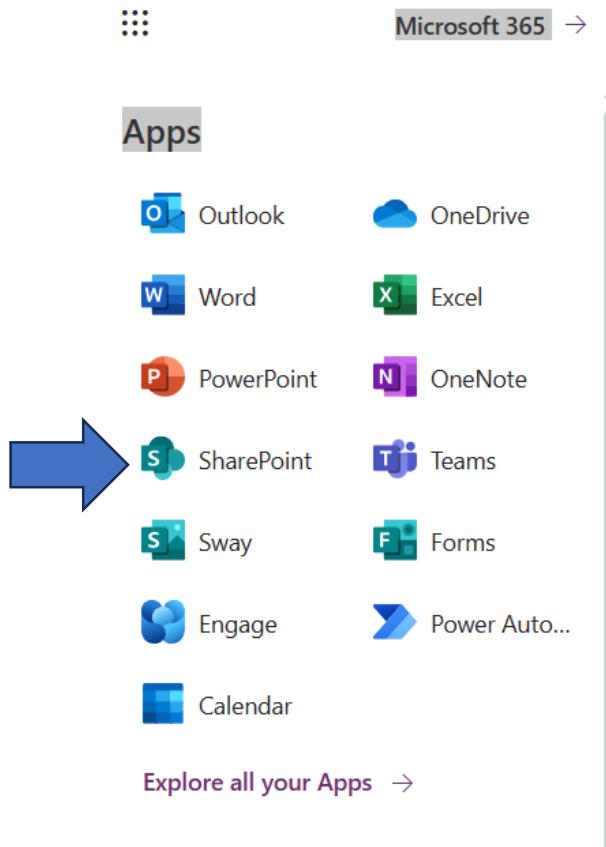 Microsoft 365
Apps
Outlook
OneDrive
Word
Excel
PowerPoint
OneNote
SharePoint
Teams
Sway
Forms
Engage
Power Auto...
Calendar
Explore all your Apps